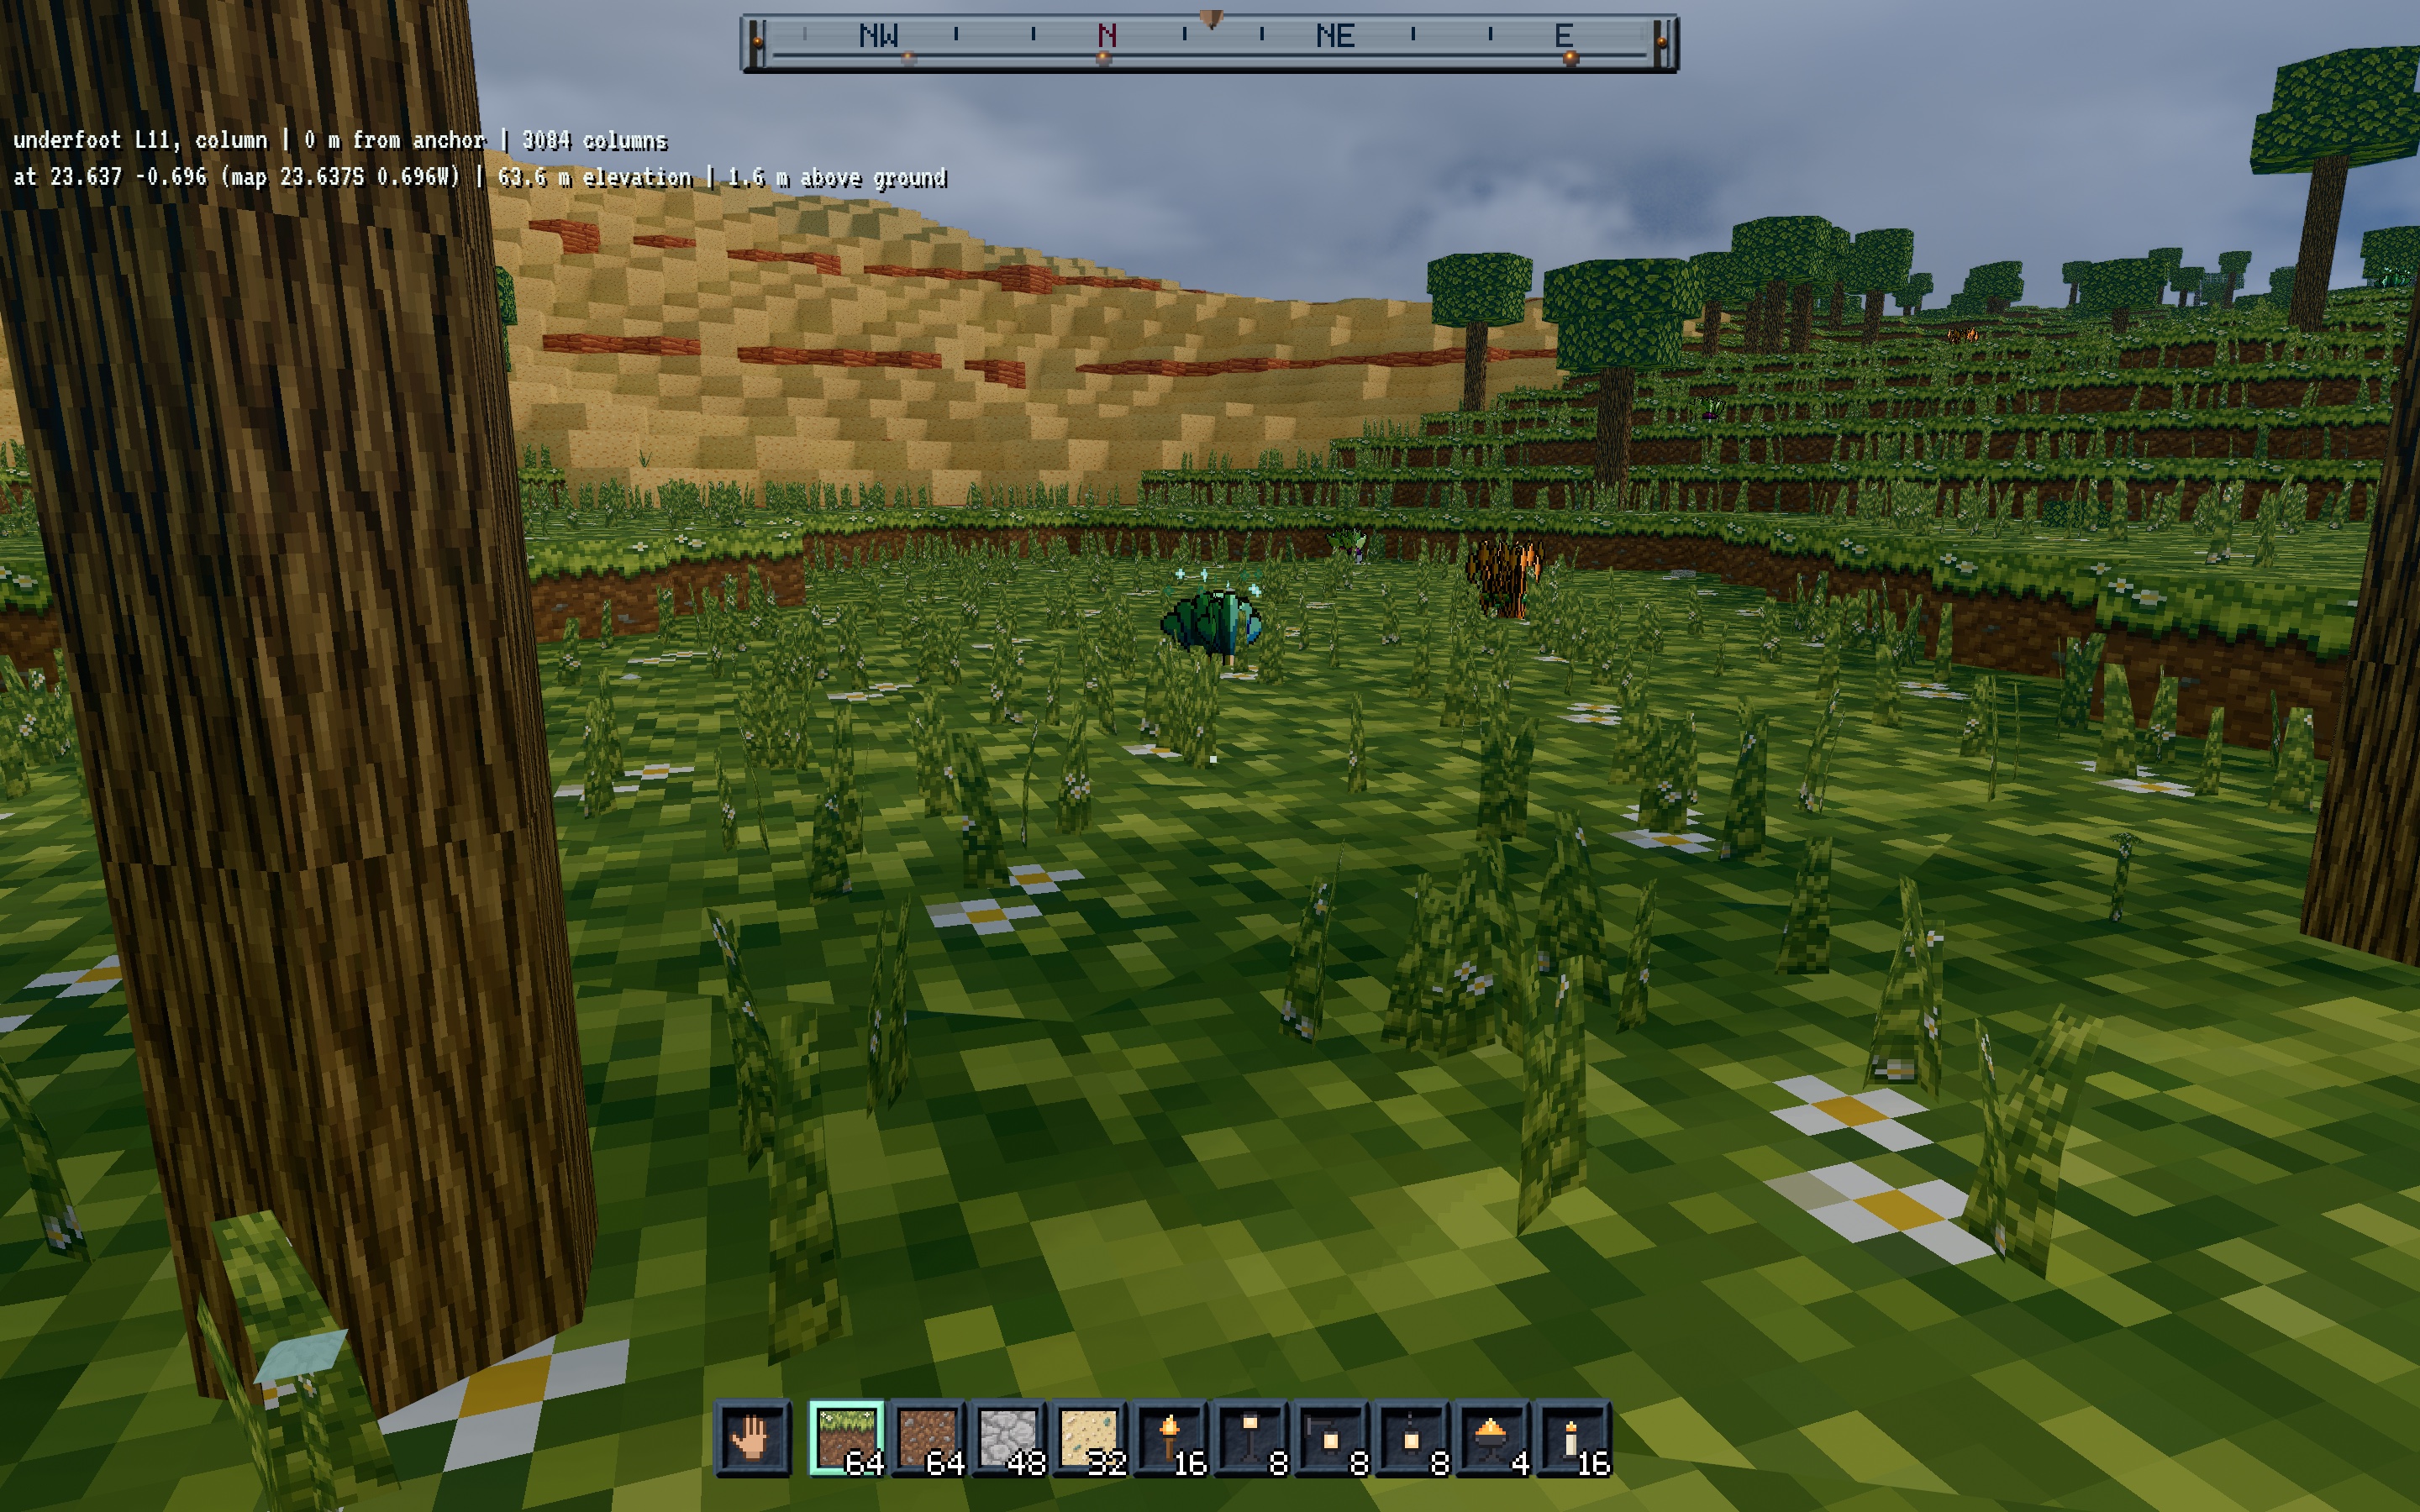 NW N NE E
underfoot L11, column | 0 m from anchor | 3084 columns
at 23.637 -0.696 (map 23.637S 0.696W) | 63.6 m elevation | 1.6 m above ground
64 64 48 32 16 8 8 8 4 16